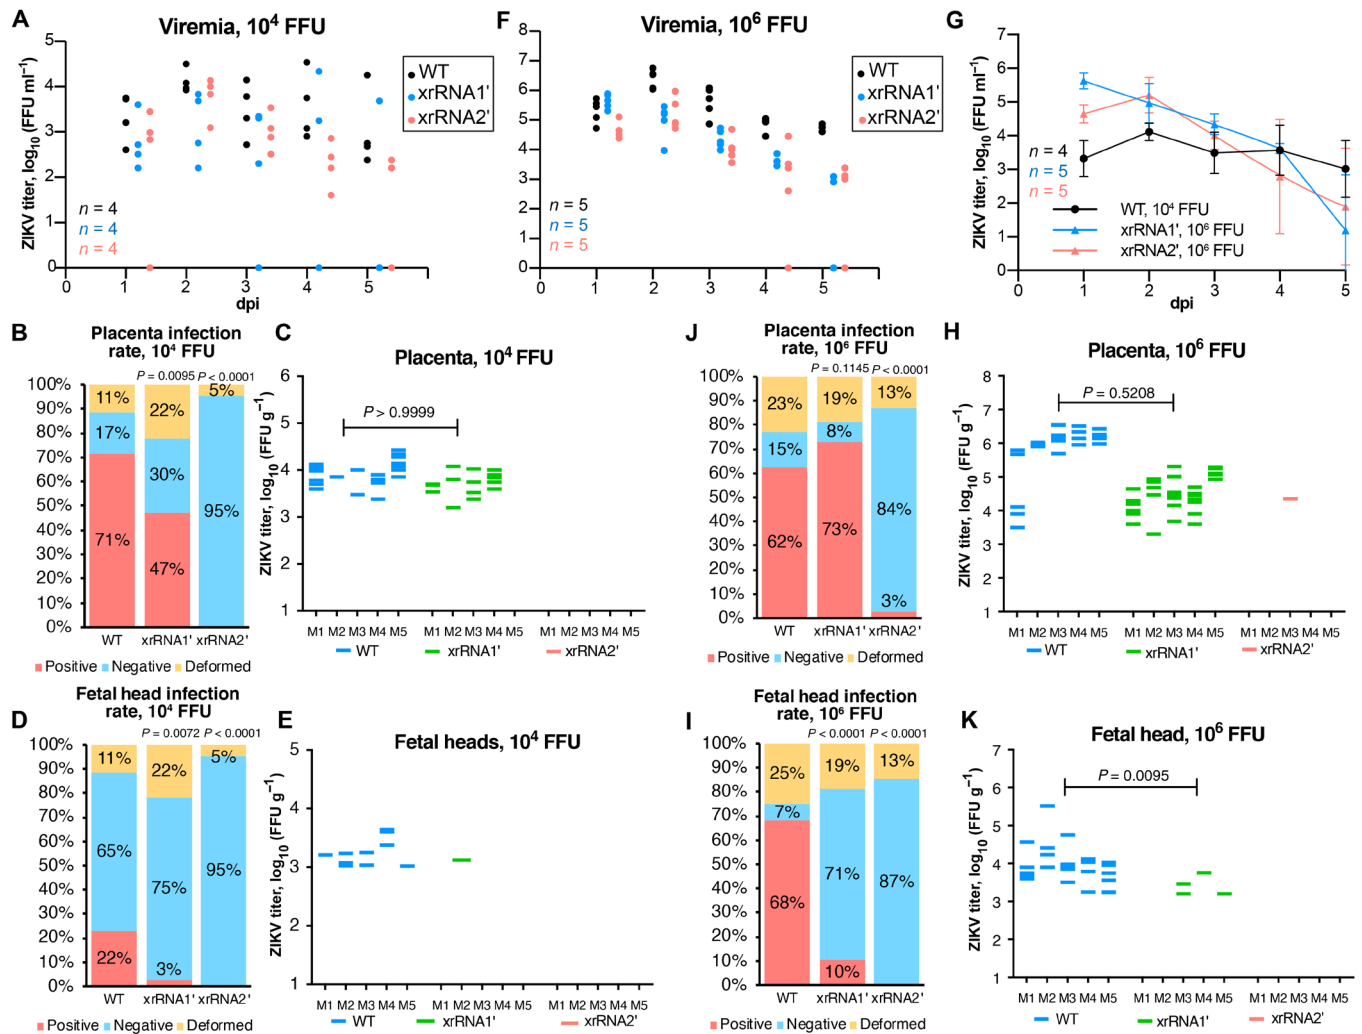 A
Viremia, 10⁴ FFU
ZIKV titer, log₁₀ (FFU ml⁻¹)
5
4
3
2
1
0
WT
xrRNA1'
xrRNA2'
n = 4
n = 4
n = 4
0 1 2 3 4 5
dpi
F
Viremia, 10⁶ FFU
ZIKV titer, log₁₀ (FFU ml⁻¹)
8
7
6
5
4
3
2
1
0
WT
xrRNA1'
xrRNA2'
n = 5
n = 5
n = 5
0 1 2 3 4 5
G
ZIKV titer, log₁₀ (FFU ml⁻¹)
7
6
5
4
3
2
1
0
n = 4
n = 5
n = 5
WT, 10⁴ FFU
xrRNA1', 10⁶ FFU
xrRNA2', 10⁶ FFU
0 1 2 3 4 5
dpi
B
Placenta infection
rate, 10⁴ FFU
P = 0.0095 P < 0.0001
100%
90%
80%
70%
60%
50%
40%
30%
20%
10%
0%
11% 22% 5%
17% 30% 95%
71% 47%
WT xrRNA1' xrRNA2'
Positive Negative Deformed
C
Placenta, 10⁴ FFU
ZIKV titer, log₁₀ (FFU g⁻¹)
6
5
4
3
2
1
P > 0.9999
M1 M2 M3 M4 M5 M1 M2 M3 M4 M5 M1 M2 M3 M4 M5
WT xrRNA1' xrRNA2'
J
Placenta infection
rate, 10⁶ FFU
P = 0.1145 P < 0.0001
100%
90%
80%
70%
60%
50%
40%
30%
20%
10%
0%
23% 19% 13%
15% 8% 84%
62% 73% 3%
WT xrRNA1' xrRNA2'
Positive Negative Deformed
H
Placenta, 10⁶ FFU
ZIKV titer, log₁₀ (FFU g⁻¹)
8
7
6
5
4
3
2
1
P = 0.5208
M1 M2 M3 M4 M5 M1 M2 M3 M4 M5 M1 M2 M3 M4 M5
WT xrRNA1' xrRNA2'
D
Fetal head infection
rate, 10⁴ FFU
P = 0.0072 P < 0.0001
100%
90%
80%
70%
60%
50%
40%
30%
20%
10%
0%
11% 22% 5%
65% 75% 95%
22% 3%
WT xrRNA1' xrRNA2'
Positive Negative Deformed
E
Fetal heads, 10⁴ FFU
ZIKV titer, log₁₀ (FFU g⁻¹)
5
4
3
2
1
M1 M2 M3 M4 M5 M1 M2 M3 M4 M5 M1 M2 M3 M4 M5
WT xrRNA1' xrRNA2'
I
Fetal head infection
rate, 10⁶ FFU
P < 0.0001 P < 0.0001
100%
90%
80%
70%
60%
50%
40%
30%
20%
10%
0%
25% 19% 13%
7% 71% 87%
68% 10%
WT xrRNA1' xrRNA2'
Positive Negative Deformed
K
Fetal head, 10⁶ FFU
ZIKV titer, log₁₀ (FFU g⁻¹)
7
6
5
4
3
2
1
P = 0.0095
M1 M2 M3 M4 M5 M1 M2 M3 M4 M5 M1 M2 M3 M4 M5
WT xrRNA1' xrRNA2'